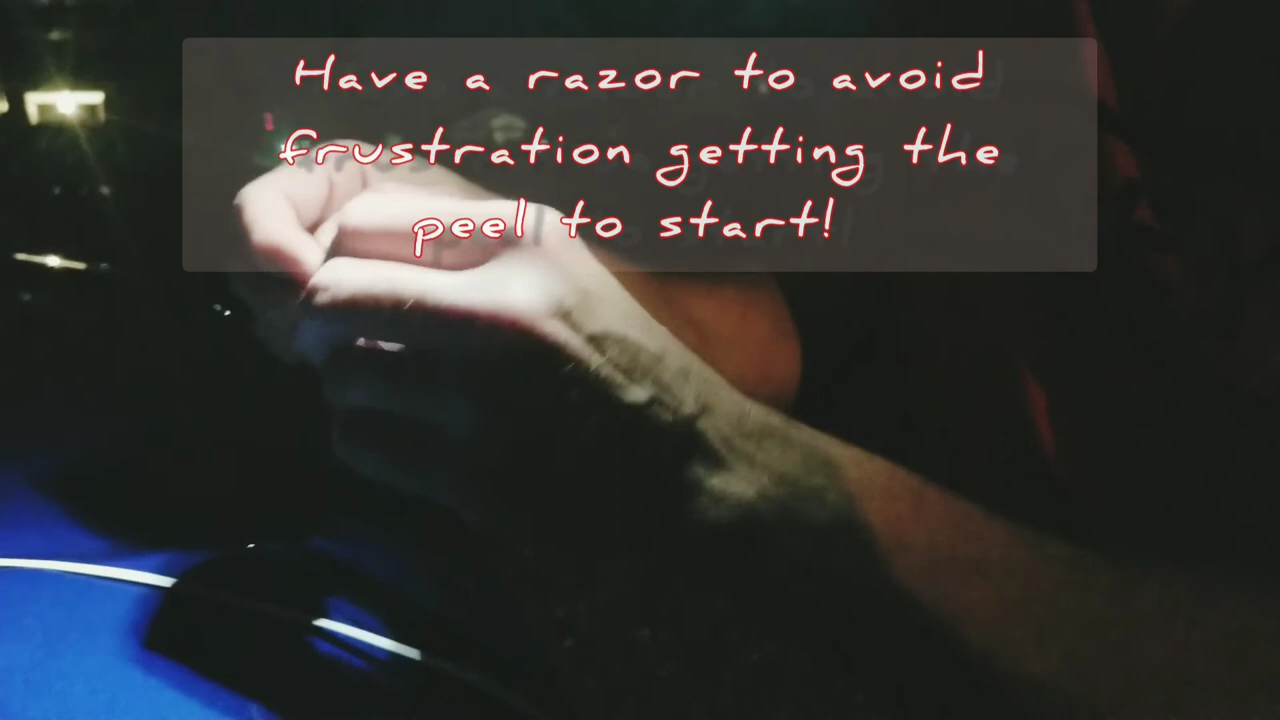 Have a razor to avoid
frustration getting the
peel to start!